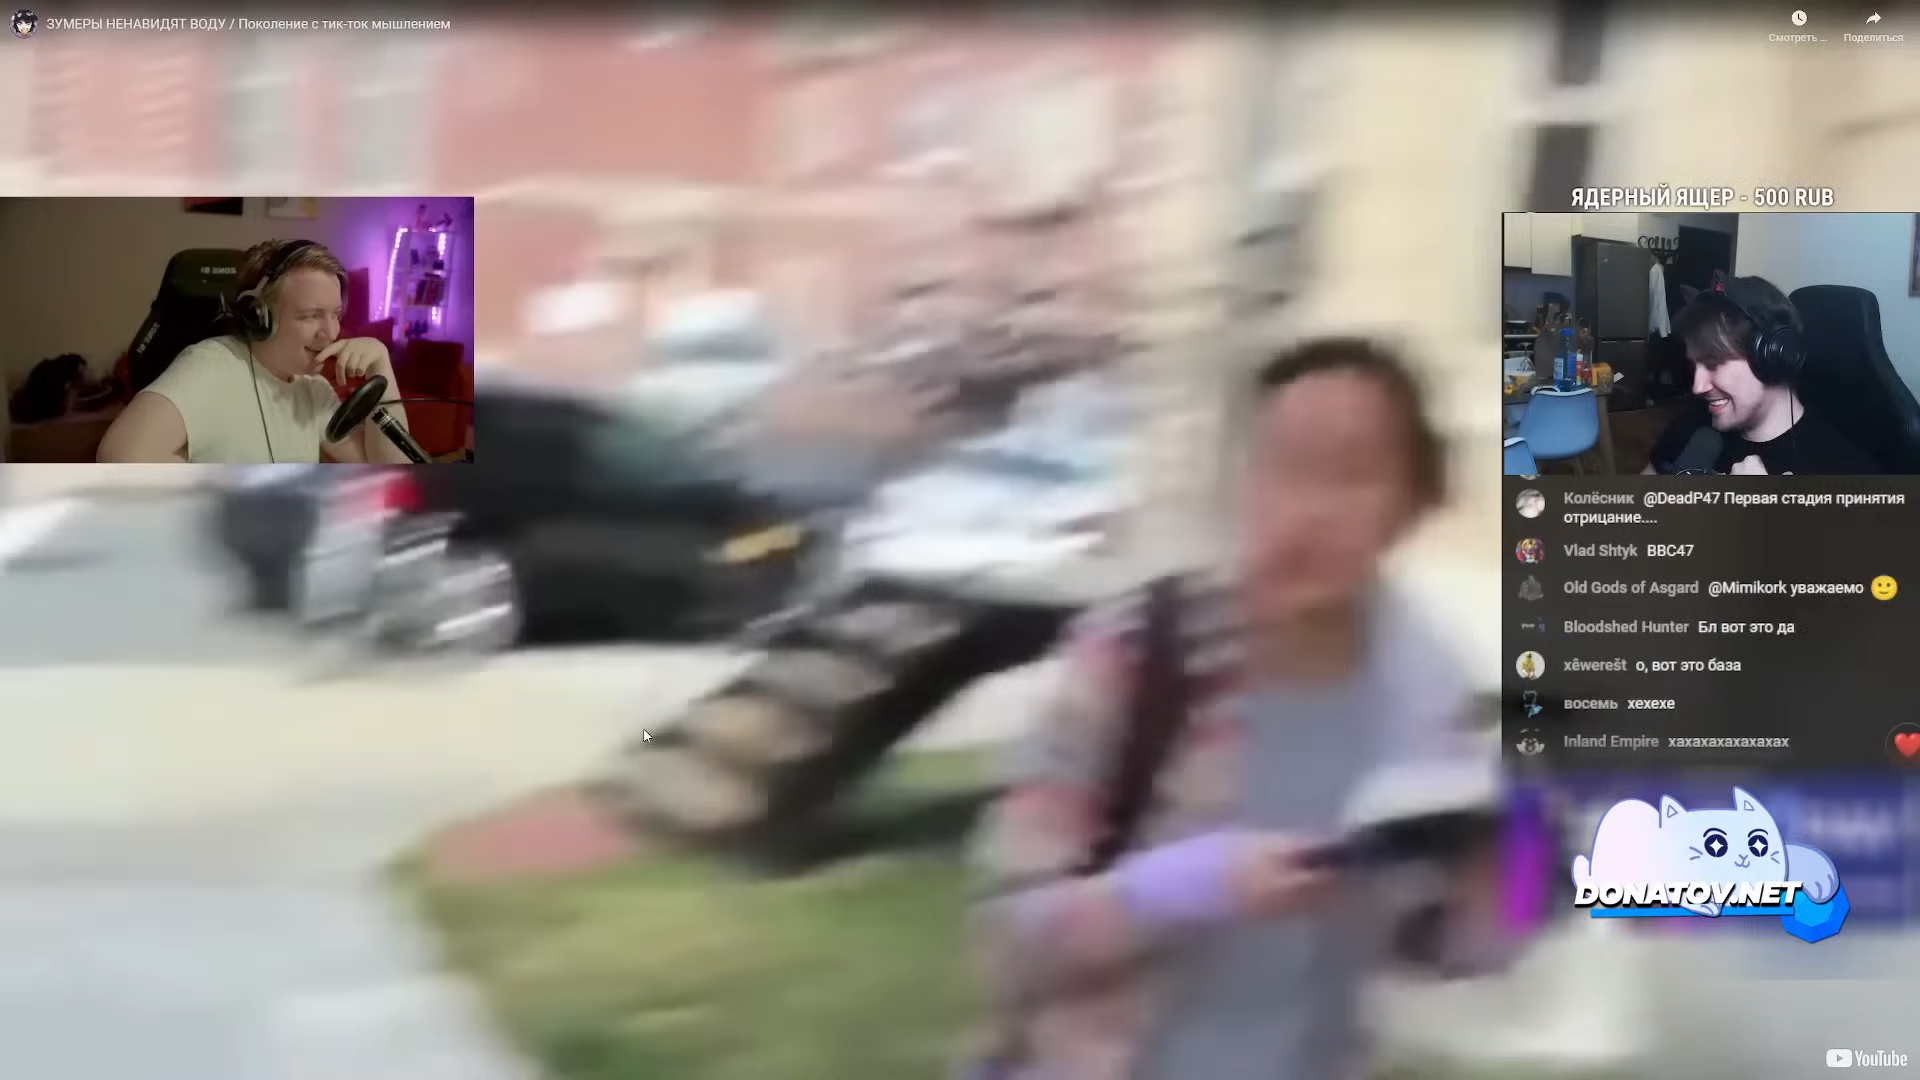 ЗУМЕРЫ НЕНАВИДЯТ ВОДУ / Поколение с тик-ток мышлением
Смотреть ...
Поделиться
ЯДЕРНЫЙ ЯЩЕР - 500 RUB
Колёсник @DeadP47 Первая стадия принятия
отрицание....
Vlad Shtyk BBC47
Old Gods of Asgard @Mimikork уважаемо 🙂
Bloodshed Hunter Бл вот это да
xêwerešt о, вот это база
восемь хехехе
Inland Empire хахахахахахахах
DONATOV.NET
YouTube